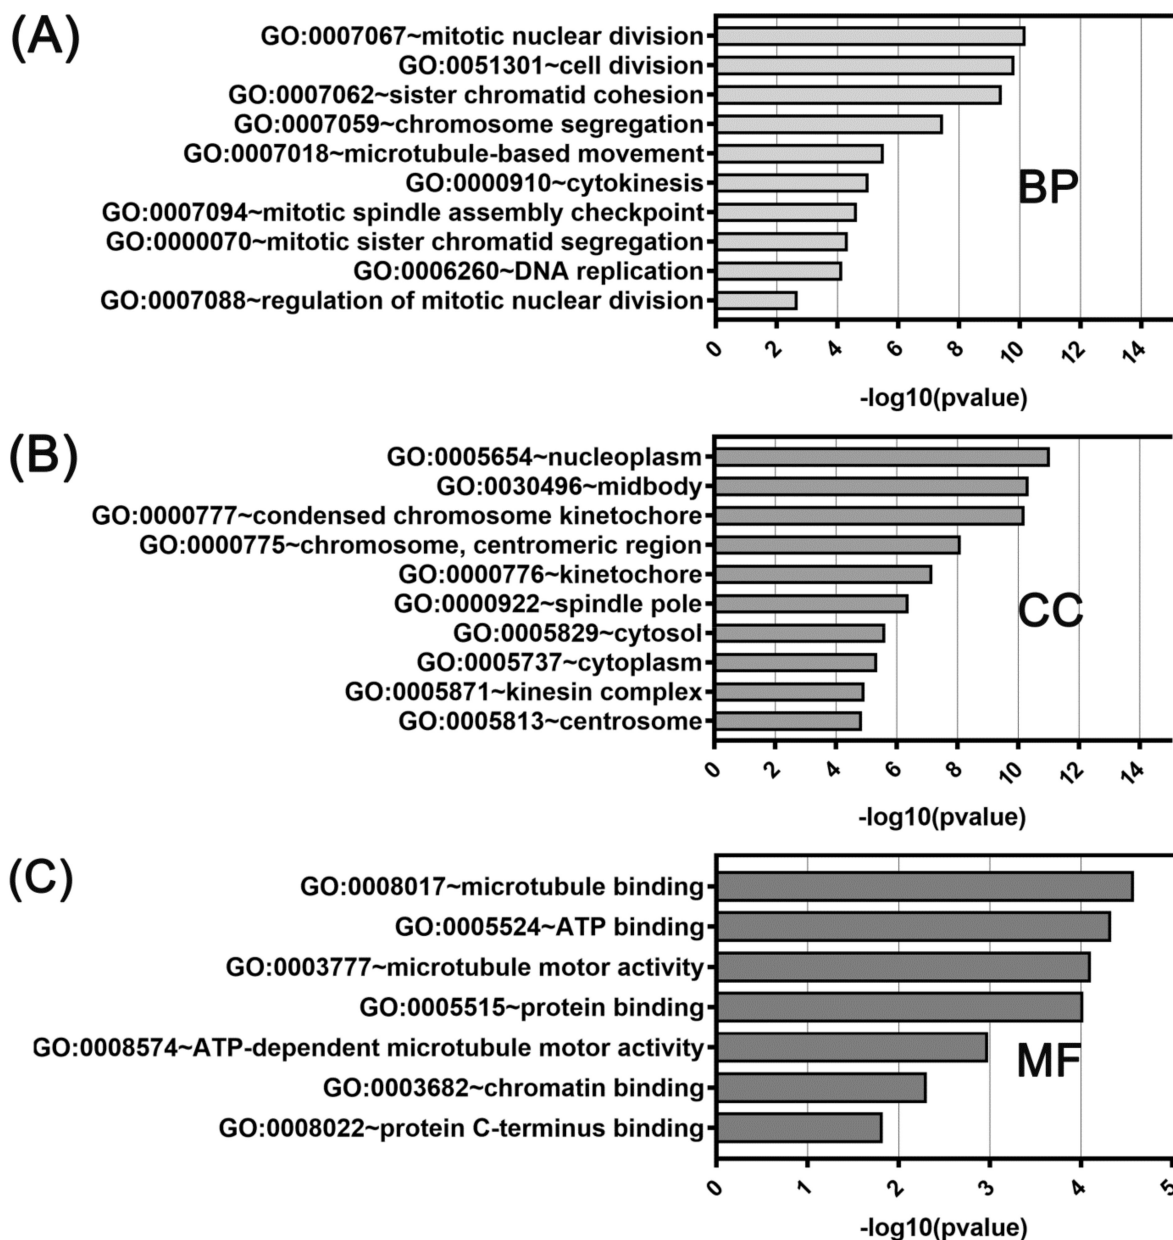 (A)
GO:0007067~mitotic nuclear division
GO:0051301~cell division
GO:0007062~sister chromatid cohesion
GO:0007059~chromosome segregation
GO:0007018~microtubule-based movement
GO:0000910~cytokinesis
GO:0007094~mitotic spindle assembly checkpoint
GO:0000070~mitotic sister chromatid segregation
GO:0006260~DNA replication
GO:0007088~regulation of mitotic nuclear division
BP
0 2 4 6 8 10 12 14
-log10(pvalue)
(B)
GO:0005654~nucleoplasm
GO:0030496~midbody
GO:0000777~condensed chromosome kinetochore
GO:0000775~chromosome, centromeric region
GO:0000776~kinetochore
GO:0000922~spindle pole
GO:0005829~cytosol
GO:0005737~cytoplasm
GO:0005871~kinesin complex
GO:0005813~centrosome
CC
0 2 4 6 8 10 12 14
-log10(pvalue)
(C)
GO:0008017~microtubule binding
GO:0005524~ATP binding
GO:0003777~microtubule motor activity
GO:0005515~protein binding
GO:0008574~ATP-dependent microtubule motor activity
GO:0003682~chromatin binding
GO:0008022~protein C-terminus binding
MF
0 1 2 3 4 5
-log10(pvalue)